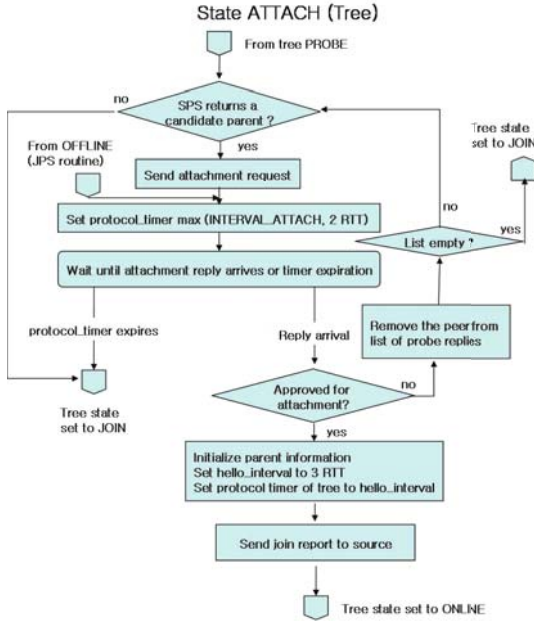 State ATTACH (Tree)
From tree PROBE
no
SPS returns a
candidate parent ?
From OFFLINE
(JPS routine)
yes
Send attachment request
Tree state
set to JOIN
Set protocol_timer max (INTERVAL_ATTACH, 2 RTT)
no
yes
List empty ?
Wait until attachment reply arrives or timer expiration
protocol_timer expires
Reply arrival
Remove the peer from
list of probe replies
Tree state
set to JOIN
Approved for
attachment?
no
yes
Initialize parent information
Set hello_interval to 3 RTT
Set protocol timer of tree to hello_interval
Send join report to source
Tree state set to ONLINE